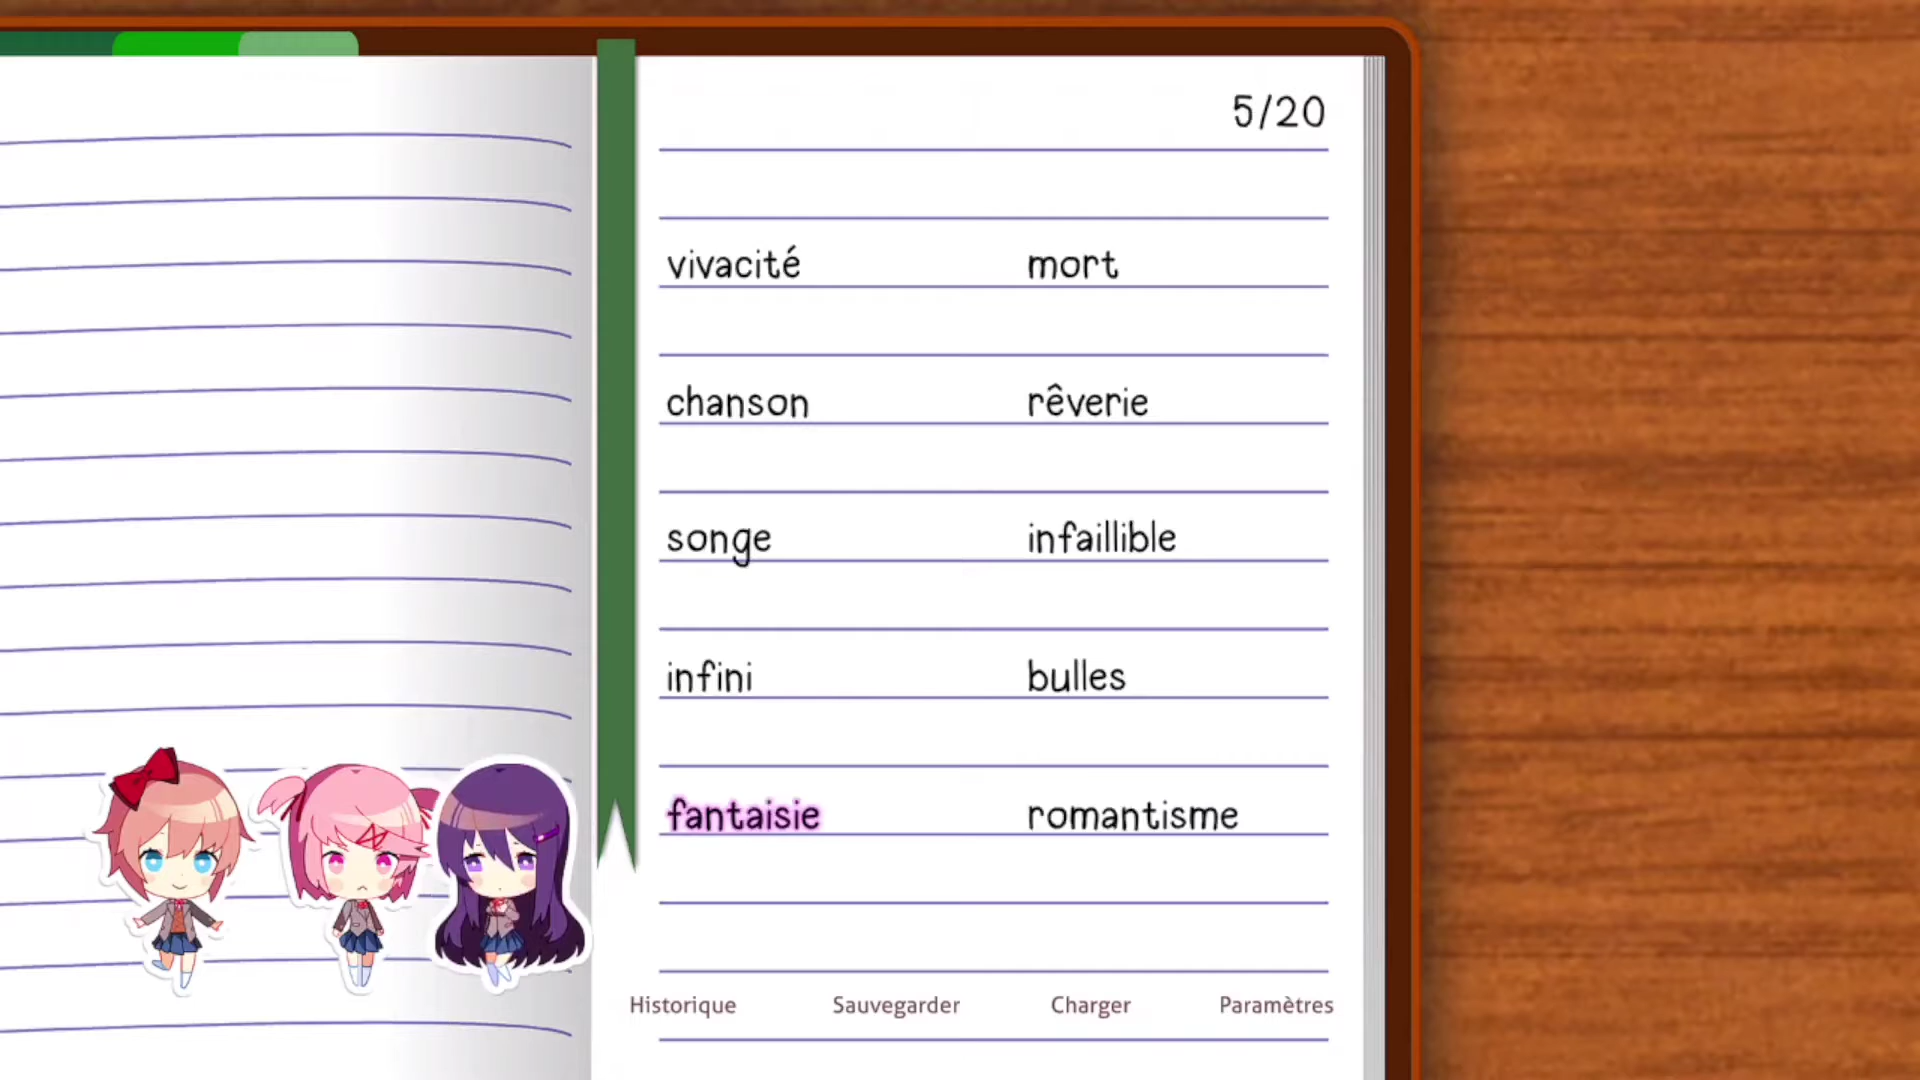 5/20
vivacité mort
chanson rêverie
songe infaillible
infini bulles
fantaisie romantisme
Historique Sauvegarder Charger Paramètres